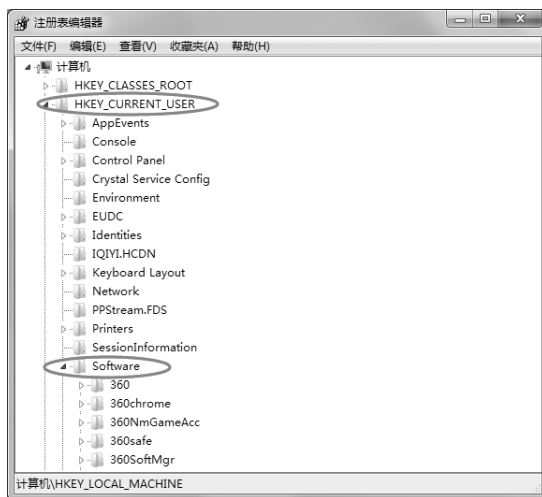 注册表编辑器
文件(F) 编辑(E) 查看(V) 收藏夹(A) 帮助(H)
计算机
HKEY_CLASSES_ROOT
HKEY_CURRENT_USER
AppEvents
Console
Control Panel
Crystal Service Config
Environment
EUDC
Identities
IQIYI.HCDN
Keyboard Layout
Network
PPStream.FDS
Printers
SessionInformation
Software
360
360chrome
360NmGameAcc
360safe
360SoftMgr
计算机\HKEY_LOCAL_MACHINE